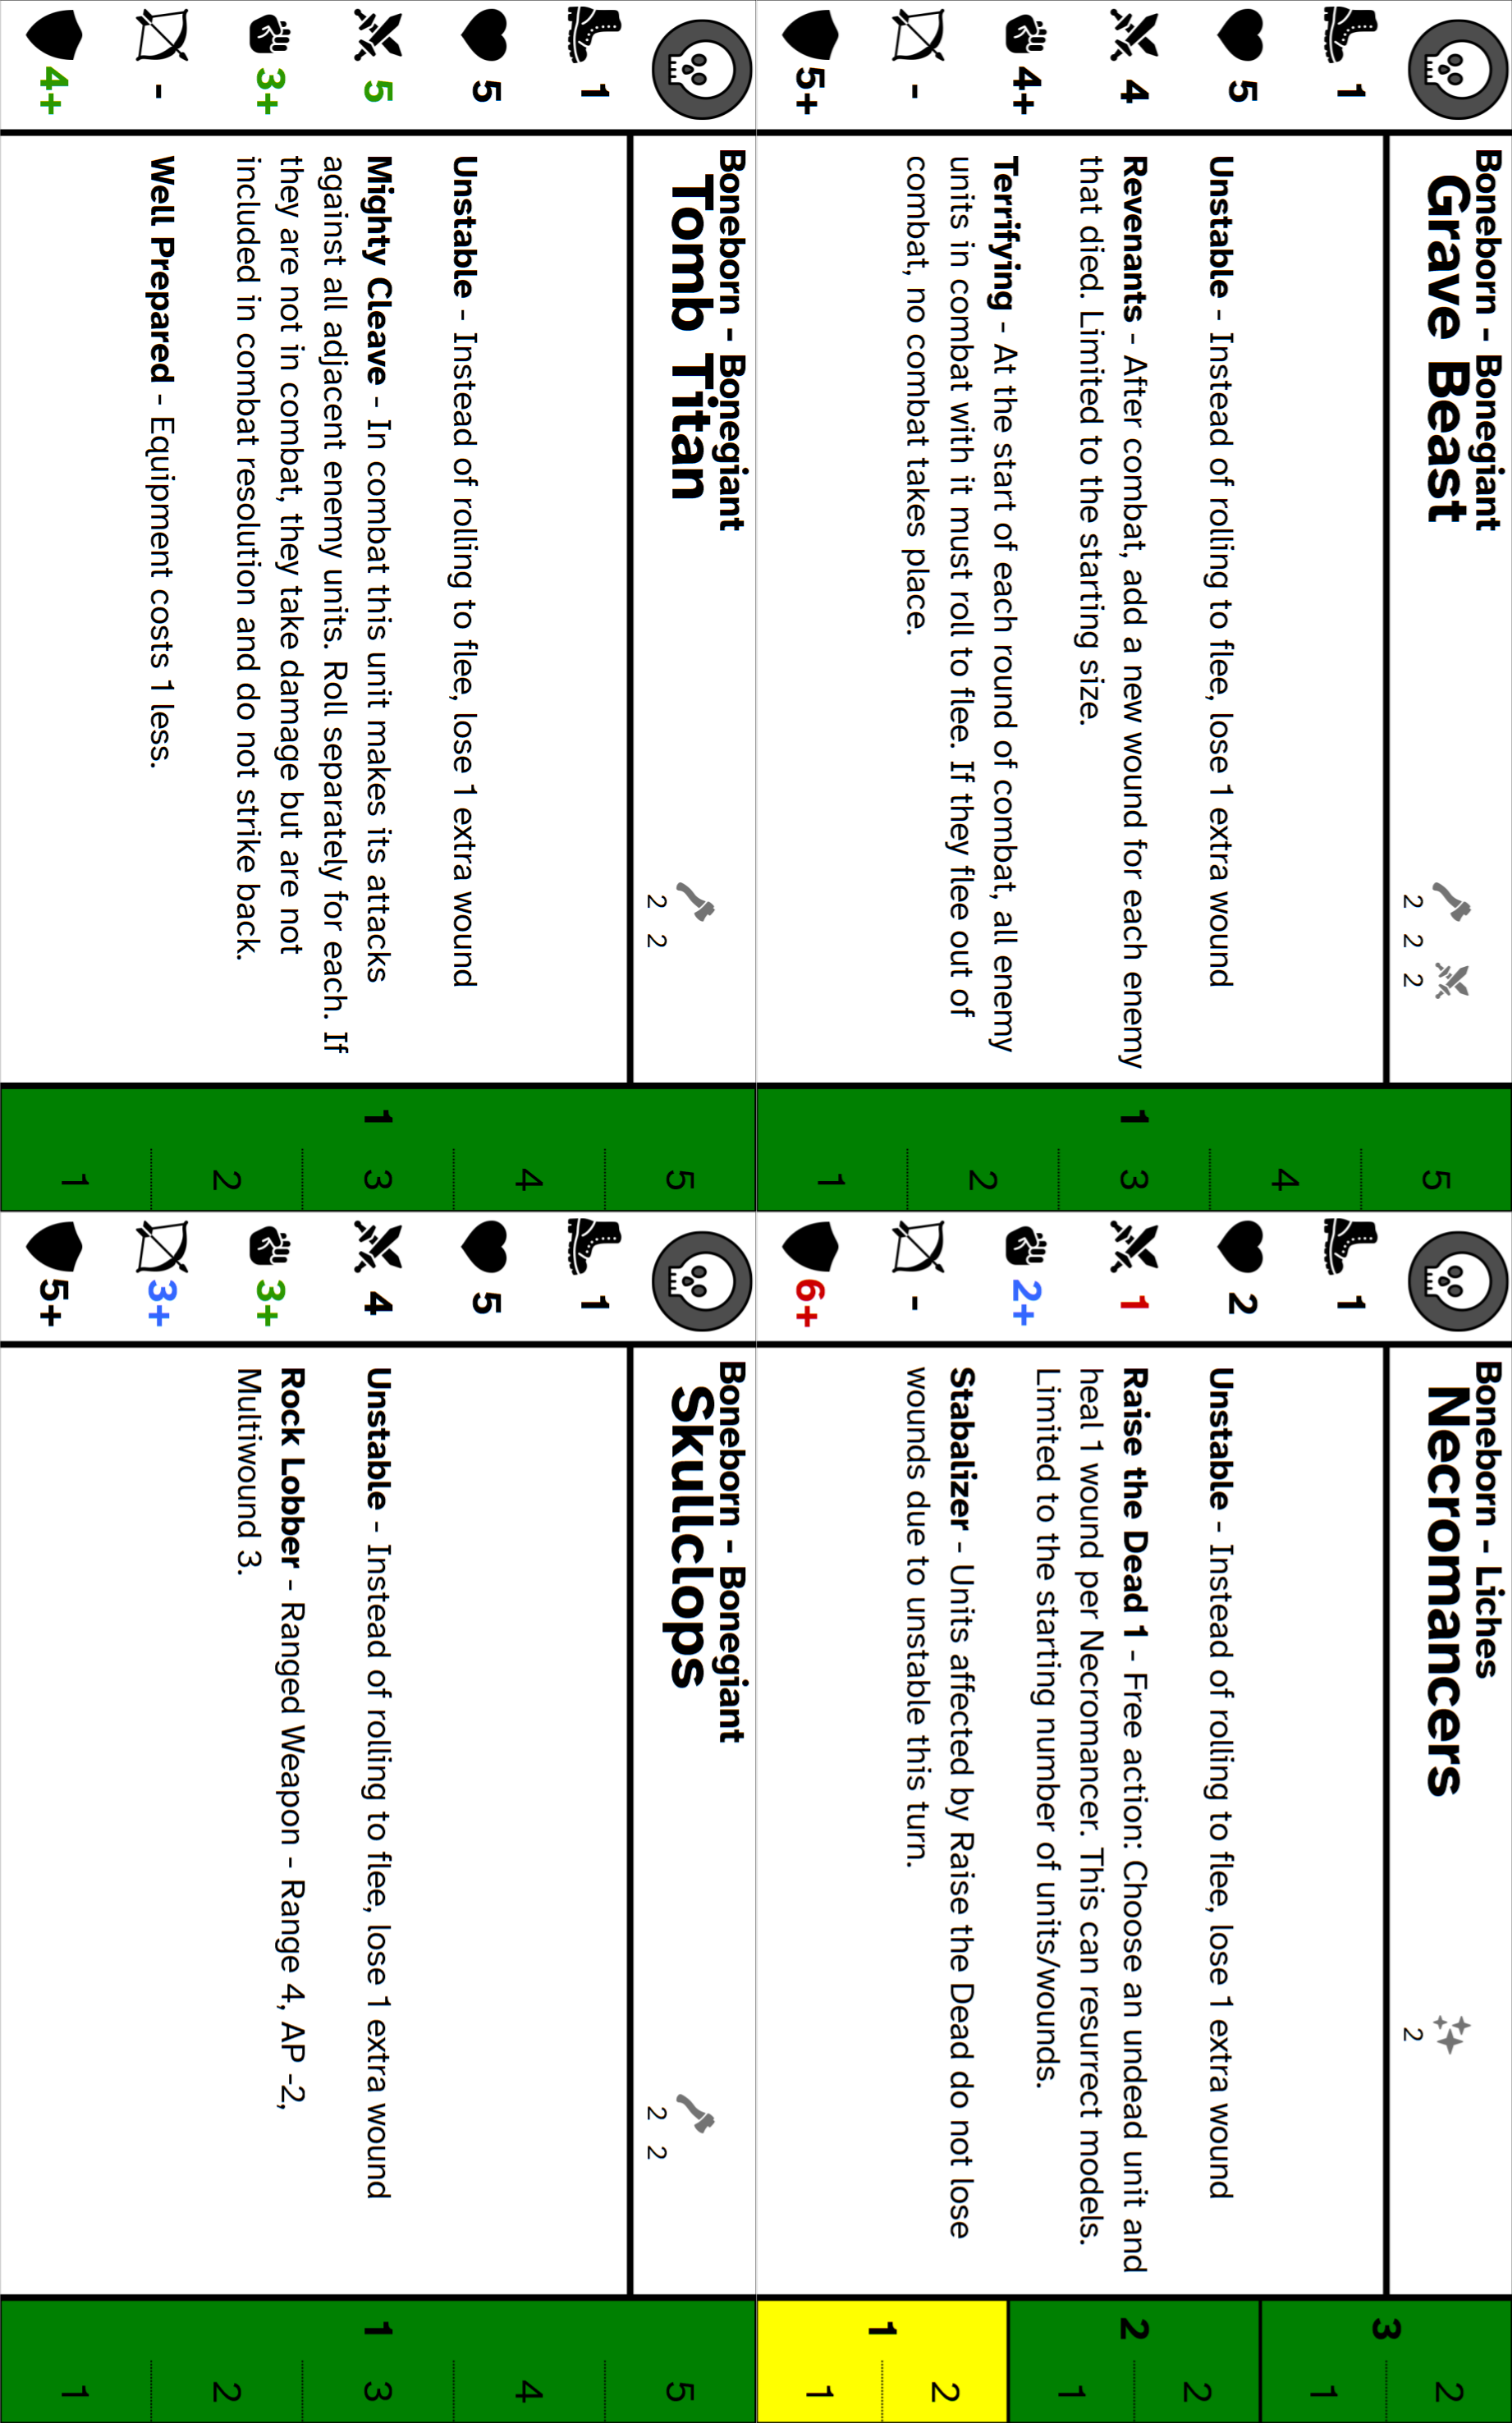 Boneborn - Bonegiant
Grave Beast
2 2 2
1
5
4
4+
-
5+
Unstable - Instead of rolling to flee, lose 1 extra wound
Revenants - After combat, add a new wound for each enemy
that died. Limited to the starting size.
Terrifying - At the start of each round of combat, all enemy
units in combat with it must roll to flee. If they flee out of
combat, no combat takes place.
1
5
4
3
2
1
Boneborn - Liches
Necromancers
2
1
2
1
2+
-
6+
Unstable - Instead of rolling to flee, lose 1 extra wound
Raise the Dead 1 - Free action: Choose an undead unit and
heal 1 wound per Necromancer. This can resurrect models.
Limited to the starting number of units/wounds.
Stabalizer - Units affected by Raise the Dead do not lose
wounds due to unstable this turn.
3
2
1
2
2
1
1
2
1
Boneborn - Bonegiant
Tomb Titan
2 2
1
5
5
3+
-
4+
Unstable - Instead of rolling to flee, lose 1 extra wound
Mighty Cleave - In combat this unit makes its attacks
against all adjacent enemy units. Roll separately for each. If
they are not in combat, they take damage but are not
included in combat resolution and do not strike back.
Well Prepared - Equipment costs 1 less.
1
5
4
3
2
1
Boneborn - Bonegiant
Skullclops
2 2
1
5
4
3+
3+
5+
Unstable - Instead of rolling to flee, lose 1 extra wound
Rock Lobber - Ranged Weapon - Range 4, AP -2,
Multiwound 3.
1
5
4
3
2
1